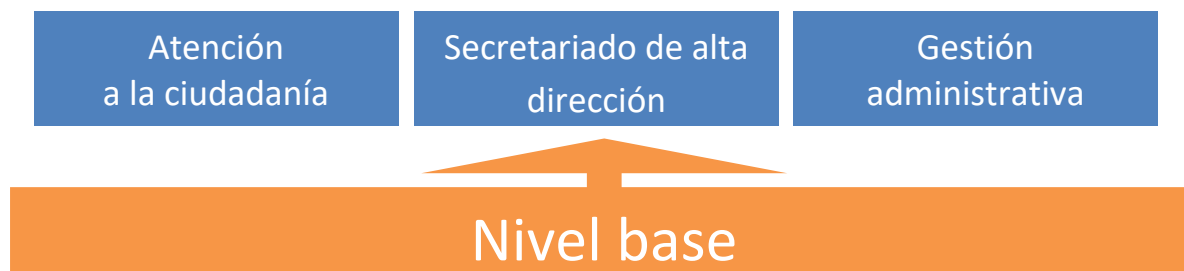 Atención
a la ciudadanía
Secretariado de alta
dirección
Gestión
administrativa
Nivel base